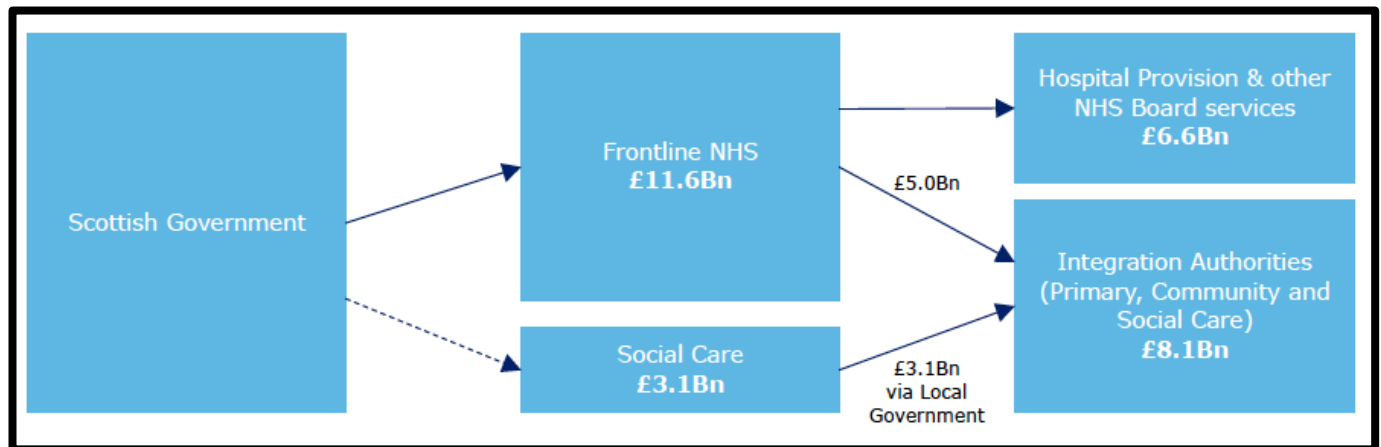 Scottish Government
Frontline NHS
£11.6Bn
Social Care
£3.1Bn
£5.0Bn
£3.1Bn
via Local
Government
Hospital Provision & other
NHS Board services
£6.6Bn
Integration Authorities
(Primary, Community and
Social Care)
£8.1Bn